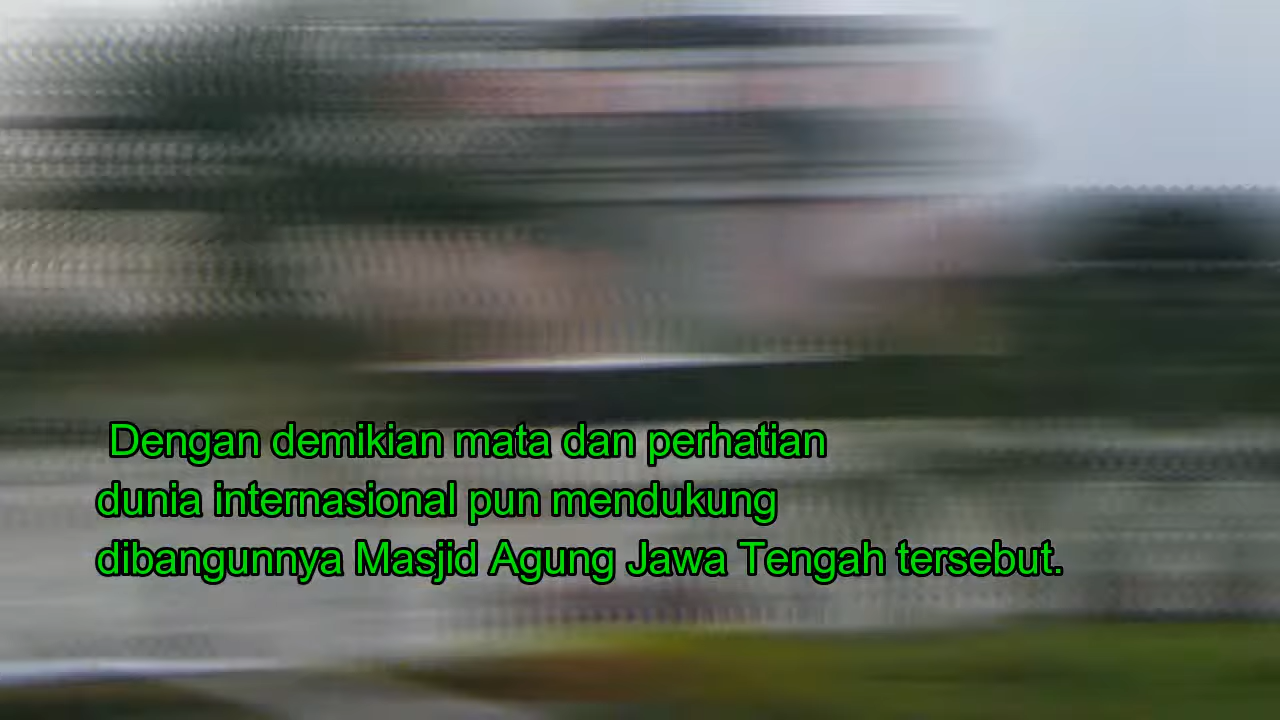 Dengan demikian mata dan perhatian
dunia internasional pun mendukung
dibangunnya Masjid Agung Jawa Tengah tersebut.